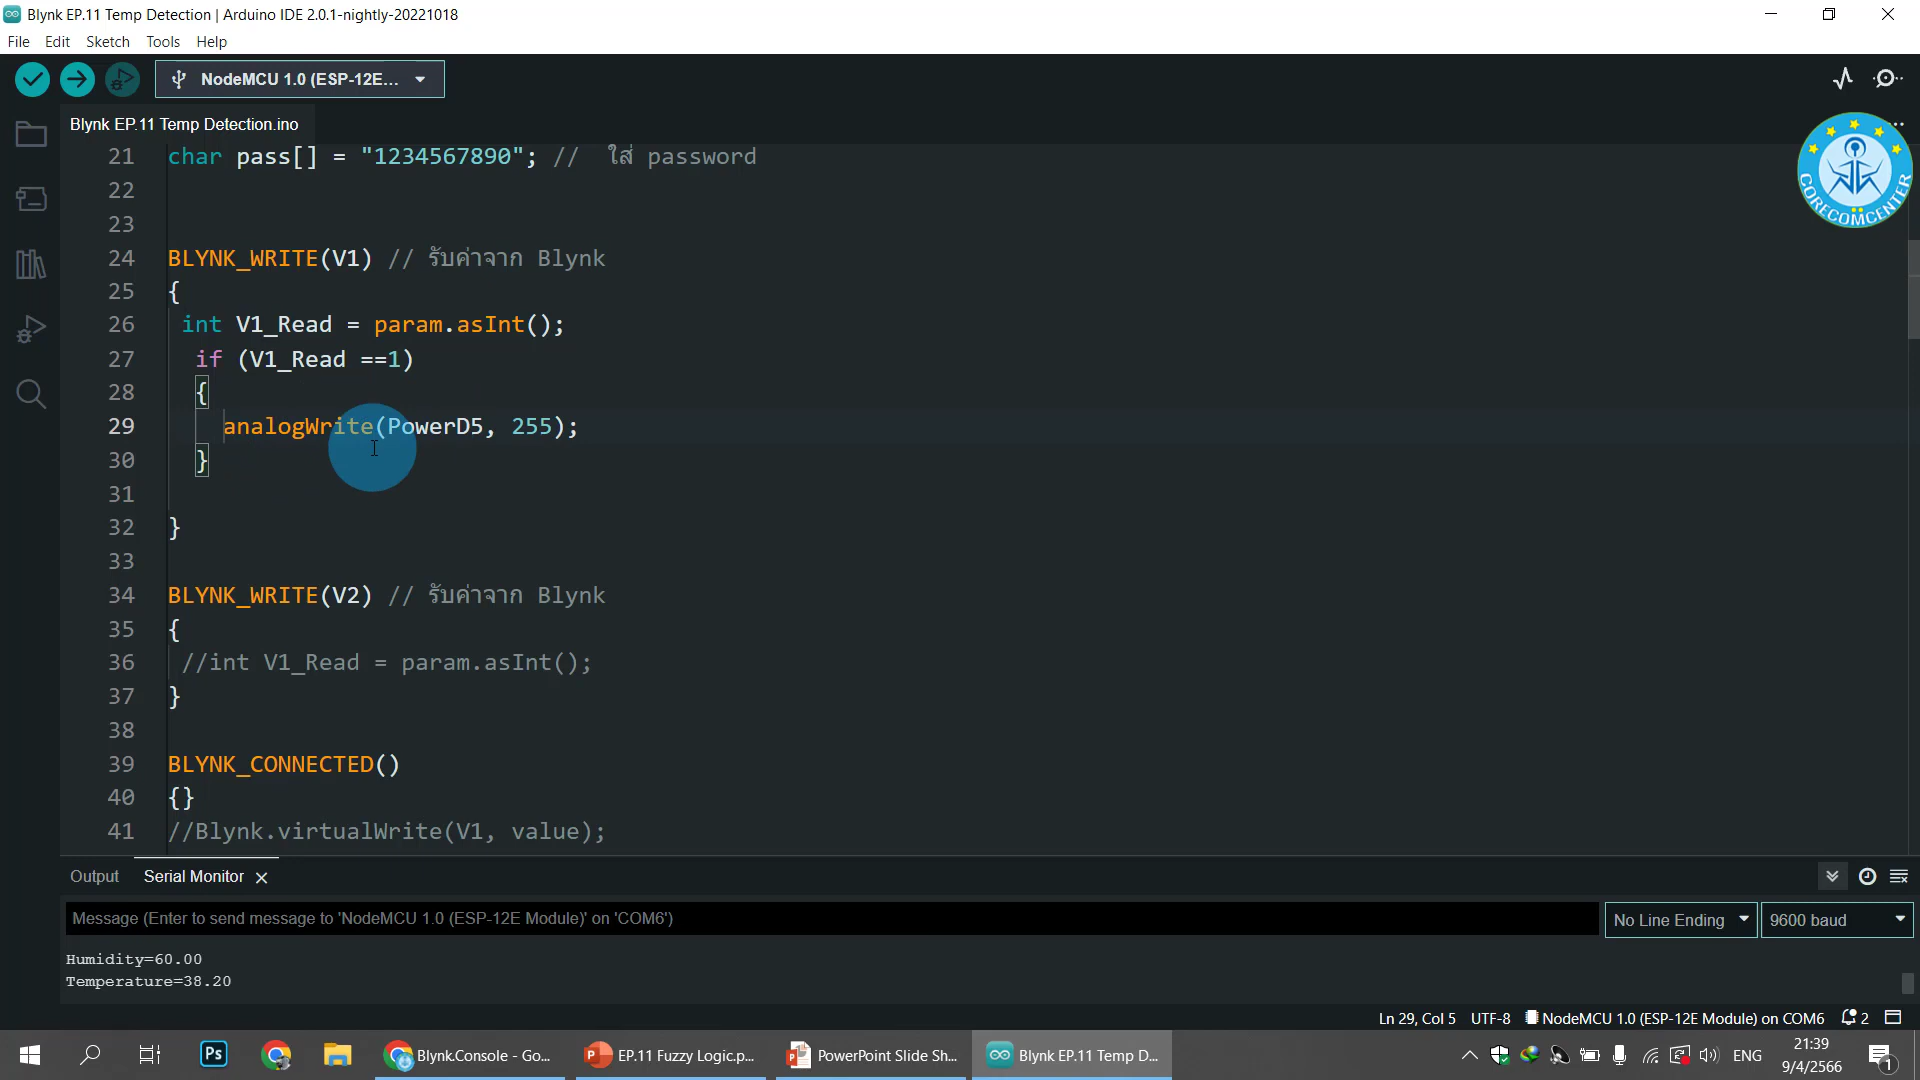 Blynk EP.11 Temp Detection | Arduino IDE 2.0.1-nightly-20221018
File Edit Sketch Tools Help
NodeMCU 1.0 (ESP-12E...
Blynk EP.11 Temp Detection.ino
21 char pass[] = "1234567890"; // ใส่ password
22
23
24 BLYNK_WRITE(V1) // รับค่าจาก Blynk
25 {
26 int V1_Read = param.asInt();
27 if (V1_Read ==1)
28 {
29 analogWrite(PowerD5, 255);
30 }
31
32 }
33
34 BLYNK_WRITE(V2) // รับค่าจาก Blynk
35 {
36 //int V1_Read = param.asInt();
37 }
38
39 BLYNK_CONNECTED()
40 {}
41 //Blynk.virtualWrite(V1, value);
CORECOMCENTER
Output Serial Monitor
Message (Enter to send message to 'NodeMCU 1.0 (ESP-12E Module)' on 'COM6')
No Line Ending 9600 baud
Humidity=60.00
Temperature=38.20
Ln 29, Col 5 UTF-8 NodeMCU 1.0 (ESP-12E Module) on COM6 2
Ps Blynk.Console - Go... EP.11 Fuzzy Logic.p... PowerPoint Slide Sh... Blynk EP.11 Temp D... ENG 21:39
9/4/2566 1